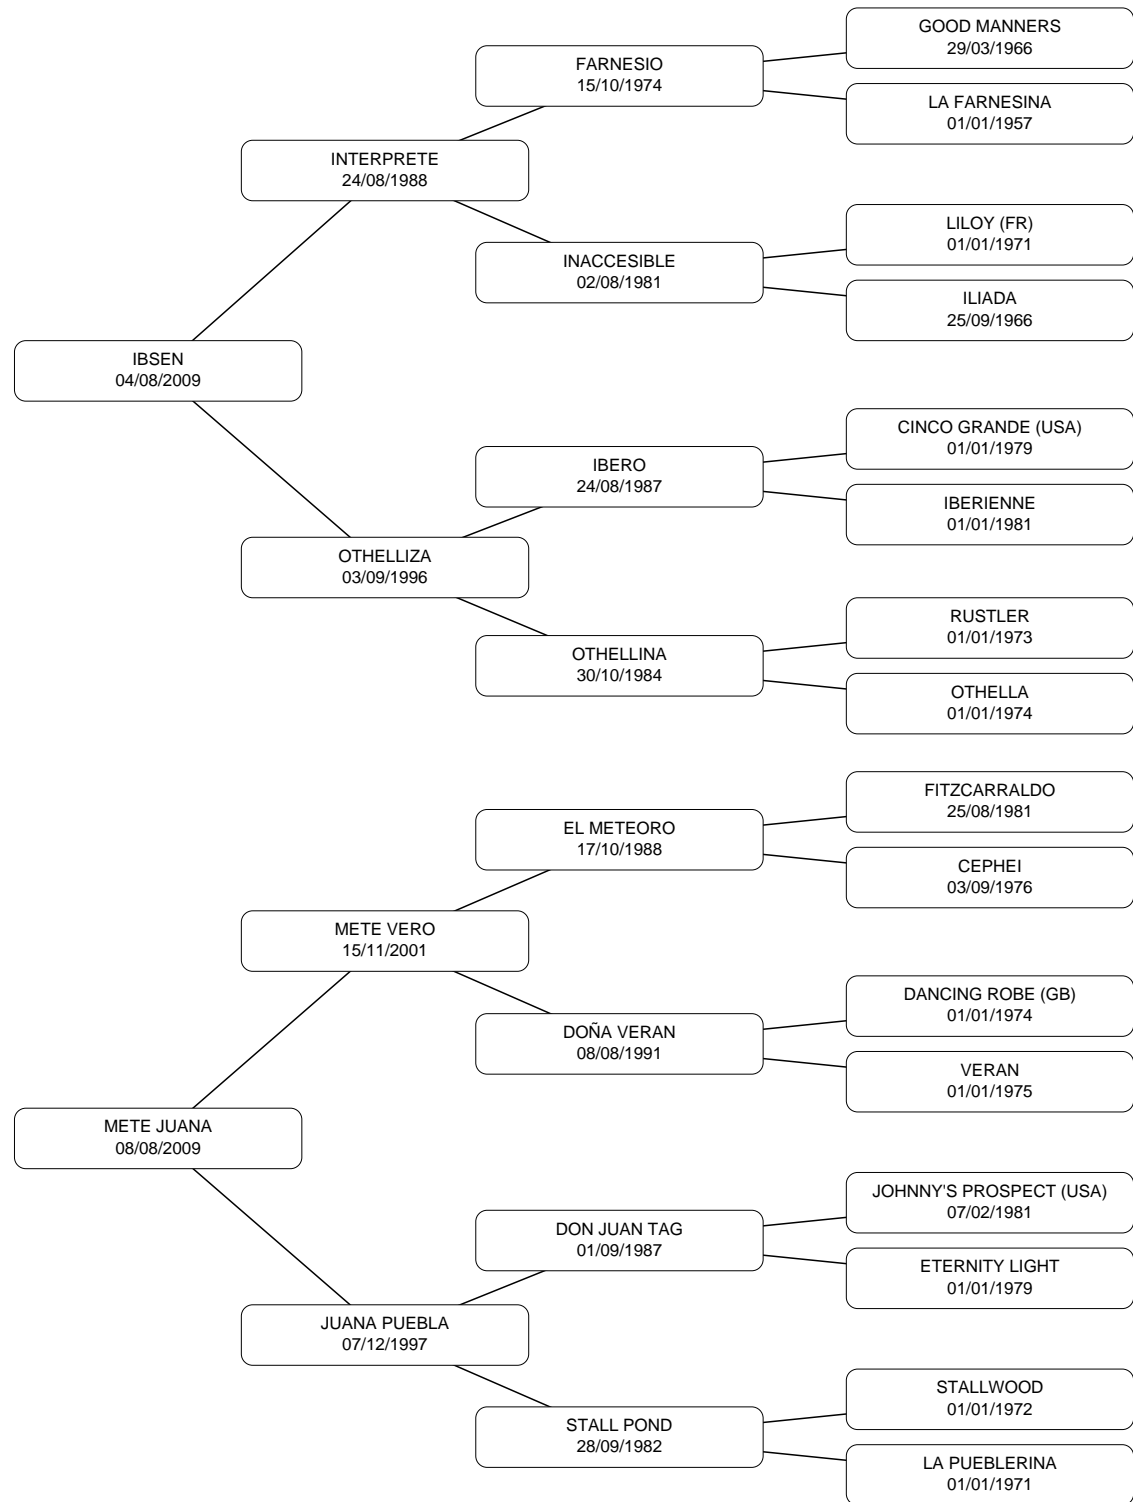 GOOD MANNERS
29/03/1966
FARNESIO
15/10/1974
LA FARNESINA
01/01/1957
INTERPRETE
24/08/1988
LILOY (FR)
01/01/1971
INACCESIBLE
02/08/1981
ILIADA
25/09/1966
IBSEN
04/08/2009
CINCO GRANDE (USA)
01/01/1979
IBERO
24/08/1987
IBERIENNE
01/01/1981
OTHELLIZA
03/09/1996
RUSTLER
01/01/1973
OTHELLINA
30/10/1984
OTHELLA
01/01/1974
FITZCARRALDO
25/08/1981
EL METEORO
17/10/1988
CEPHEI
03/09/1976
METE VERO
15/11/2001
DANCING ROBE (GB)
01/01/1974
DOÑA VERAN
08/08/1991
VERAN
01/01/1975
METE JUANA
08/08/2009
JOHNNY'S PROSPECT (USA)
07/02/1981
DON JUAN TAG
01/09/1987
ETERNITY LIGHT
01/01/1979
JUANA PUEBLA
07/12/1997
STALLWOOD
01/01/1972
STALL POND
28/09/1982
LA PUEBLERINA
01/01/1971